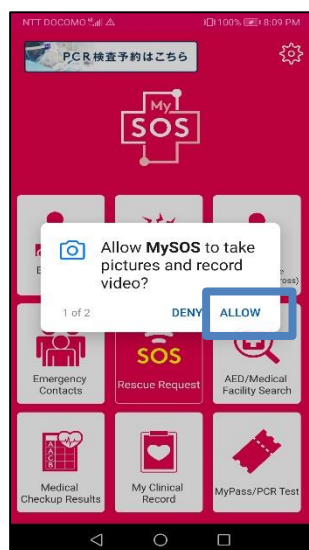 NTT DOCOMO
100%
8:09 PM
PCR検査予約はこちら
My
SOS
Allow MySOS to take
pictures and record
video?
1 of 2
DENY
ALLOW
Emergency
Contacts
SOS
Rescue Request
AED/Medical
Facility Search
Medical
Checkup Results
My Clinical
Record
MyPass/PCR Test